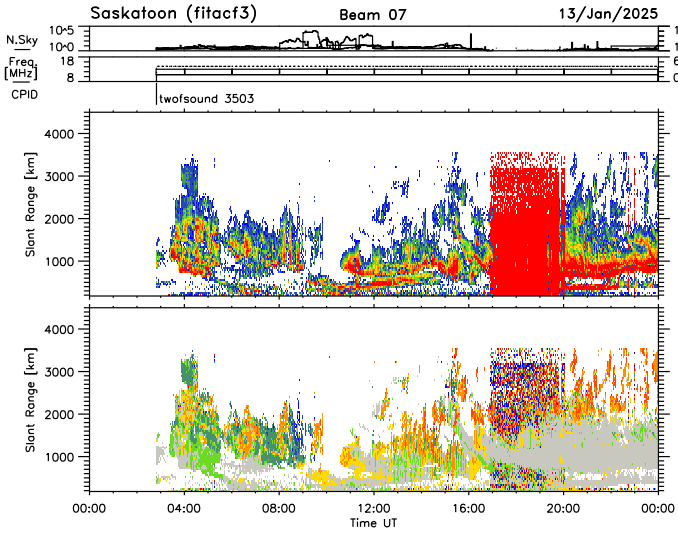 Saskatoon (fitacf3) Beam 07 13/Jan/2025
N.Sky 10^5 10^0 1 1
Freq. [MHz] 18 8 6 0
CPID twofsound 3503
Slant Range [km] 4000 3000 2000 1000
Slant Range [km] 4000 3000 2000 1000
00:00 04:00 08:00 12:00 16:00 20:00 00:00
Time UT